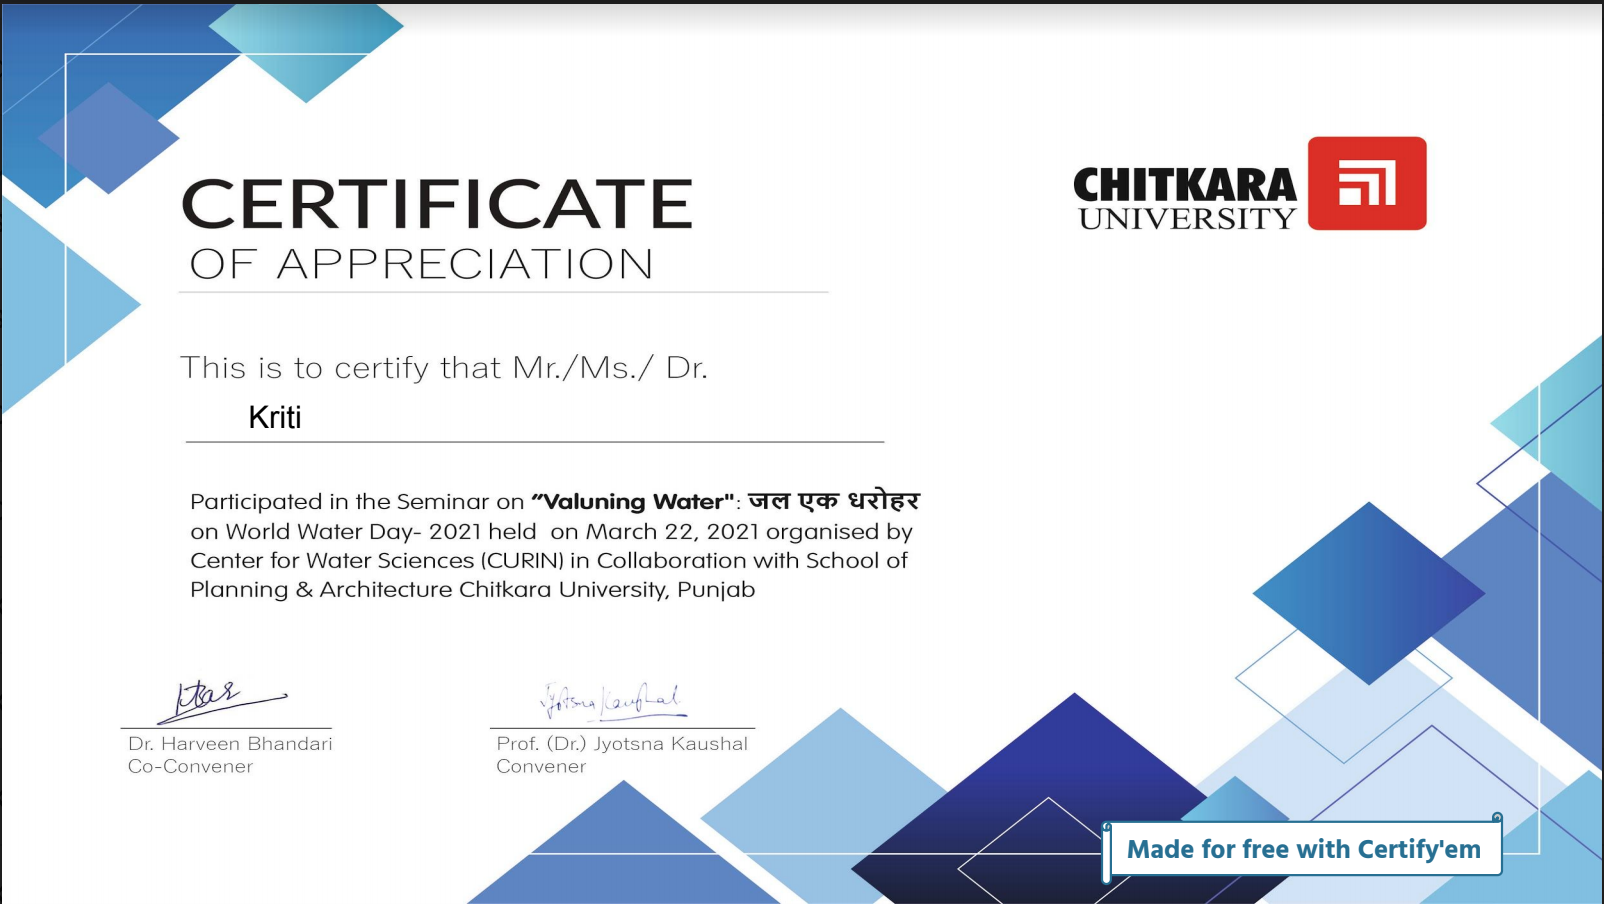 CERTIFICATE
OF APPRECIATION
CHITKARA
UNIVERSITY
This is to certify that Mr./Ms./ Dr.
Kriti
Participated in the Seminar on “Valuning Water": जल एक धरोहर
on World Water Day- 2021 held on March 22, 2021 organised by
Center for Water Sciences (CURIN) in Collaboration with School of
Planning & Architecture Chitkara University, Punjab
Jyotsna Kaushal
Dr. Harveen Bhandari
Co-Convener
Prof. (Dr.) Jyotsna Kaushal
Convener
Made for free with Certify'em